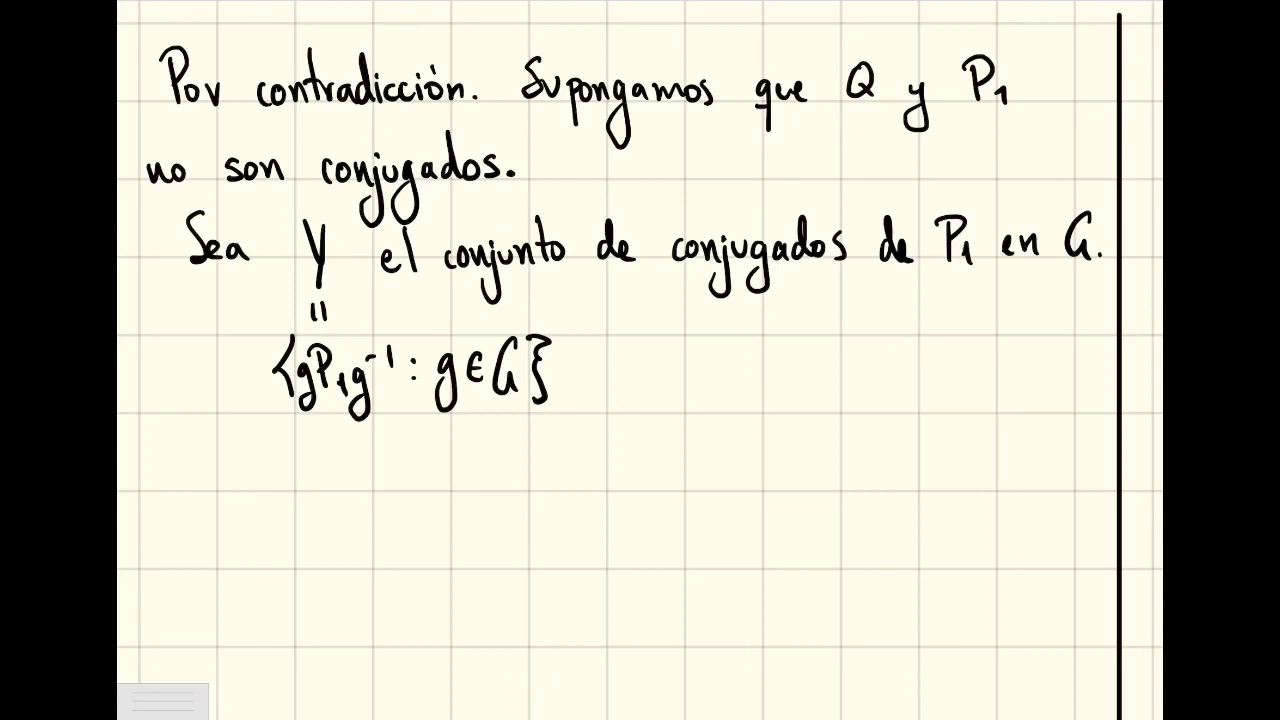 Por contradicción. Supongamos que Q y P₁
no son conjugados.
Sea Y el conjunto de conjugados de P₁ en G.
=
{gP₁g⁻¹ : g ∈ G}